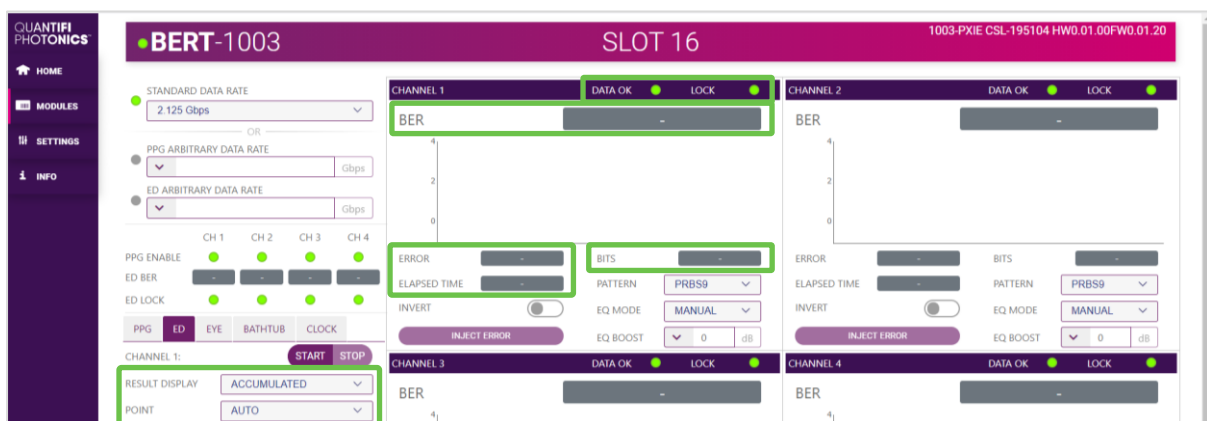 QUANTIFI
PHOTONICS™
HOME
MODULES
SETTINGS
INFO
BERT-1003
SLOT 16
1003-PXIE CSL-195104 HW0.01.00FW0.01.20
STANDARD DATA RATE
2.125 Gbps
OR
PPG ARBITRARY DATA RATE
Gbps
ED ARBITRARY DATA RATE
Gbps
CH 1 CH 2 CH 3 CH 4
PPG ENABLE
ED BER - - - -
ED LOCK
PPG ED EYE BATHTUB CLOCK
CHANNEL 1: START STOP
RESULT DISPLAY ACCUMULATED
POINT AUTO
CHANNEL 1 DATA OK LOCK
BER -
4
2
0
ERROR - BITS -
ELAPSED TIME - PATTERN PRBS9
INVERT EQ MODE MANUAL
INJECT ERROR EQ BOOST 0 dB
CHANNEL 2 DATA OK LOCK
BER -
4
2
0
ERROR - BITS -
ELAPSED TIME - PATTERN PRBS9
INVERT EQ MODE MANUAL
INJECT ERROR EQ BOOST 0 dB
CHANNEL 3 DATA OK LOCK
BER -
4
CHANNEL 4 DATA OK LOCK
BER -
4